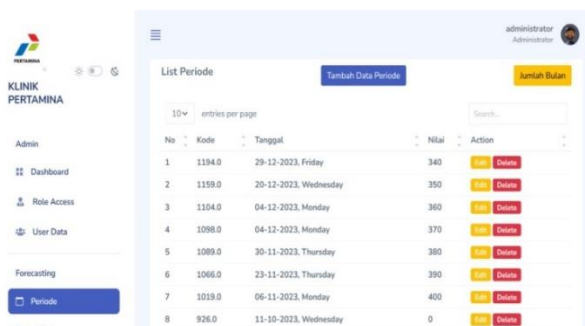 administrator
Administrator
PERTAMINA
KLINIK
PERTAMINA
Admin
Dashboard
Role Access
User Data
Forecasting
Periode
List Periode
Tambah Data Periode
Jumlah Bulan
10 entries per page
Search...
No Kode Tanggal Nilai Action
1 1194.0 29-12-2023, Friday 340 Edit Delete
2 1159.0 20-12-2023, Wednesday 350 Edit Delete
3 1104.0 04-12-2023, Monday 360 Edit Delete
4 1098.0 04-12-2023, Monday 370 Edit Delete
5 1089.0 30-11-2023, Thursday 380 Edit Delete
6 1066.0 23-11-2023, Thursday 390 Edit Delete
7 1019.0 06-11-2023, Monday 400 Edit Delete
8 926.0 11-10-2023, Wednesday 0 Edit Delete